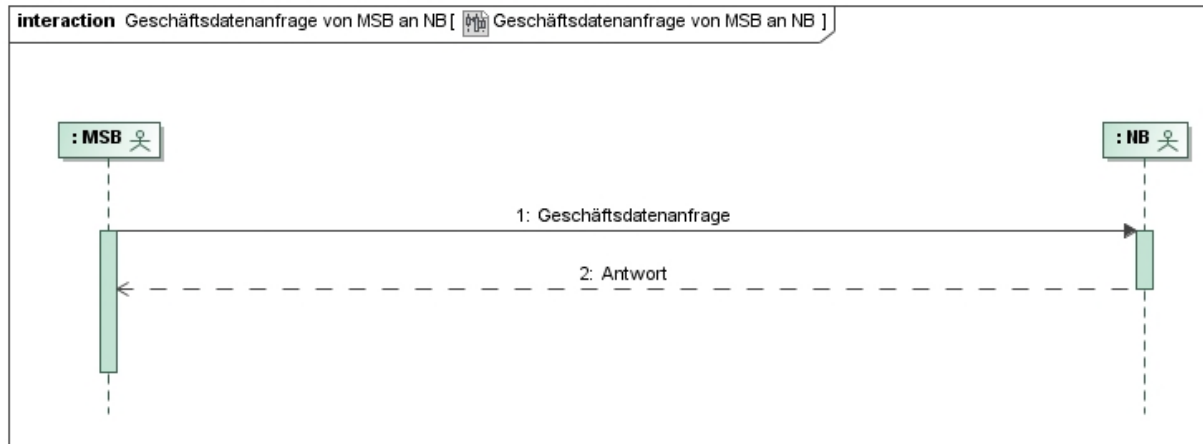 interaction Geschäftsdatenanfrage von MSB an NB [ Geschäftsdatenanfrage von MSB an NB ]
: MSB
: NB
1: Geschäftsdatenanfrage
2: Antwort